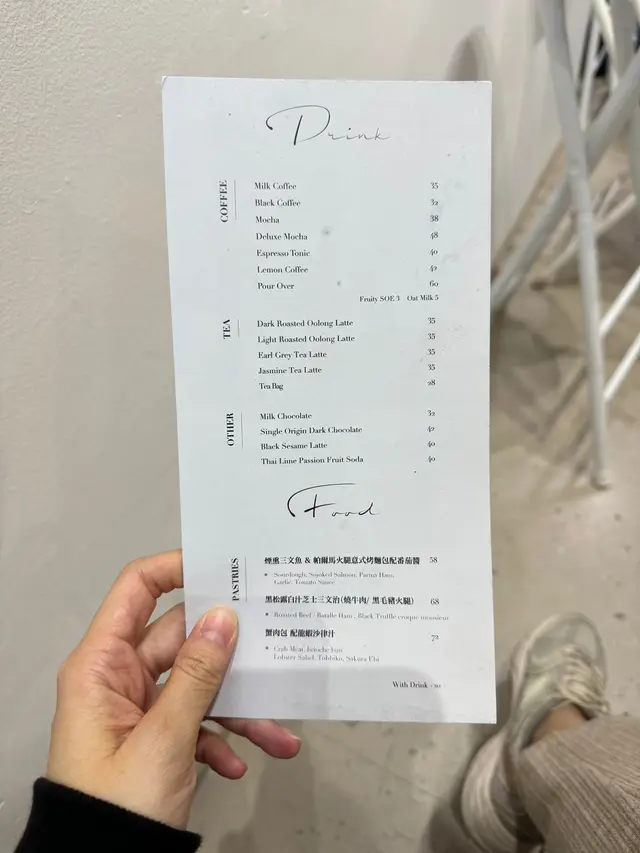 Drink
COFFEE
Milk Coffee 35
Black Coffee 32
Mocha 38
Deluxe Mocha 48
Espresso Tonic 40
Lemon Coffee 42
Pour Over 60
Fruity SOE 3 Oat Milk 5
TEA
Dark Roasted Oolong Latte 35
Light Roasted Oolong Latte 35
Earl Grey Tea Latte 35
Jasmine Tea Latte 35
Tea Bag 28
OTHER
Milk Chocolate 32
Single Origin Dark Chocolate 42
Black Sesame Latte 40
Thai Lime Passion Fruit Soda 40
Food
PASTRIES
煙熏三文魚 & 帕爾馬火腿意式烤麵包配番茄醬 58
Sourdough, Smoked Salmon, Parma Ham,
Garlic, Tomato Sauce
黑松露白汁芝士三文治(燒牛肉/ 黑毛豬火腿) 68
Roasted Beef / Batalle Ham , Black Truffle croque monsieur
蟹肉包 配龍蝦沙律汁 72
Crab Meat, brioche bun
Lobster Salad, Tobbiko, Sakura Ebi
With Drink